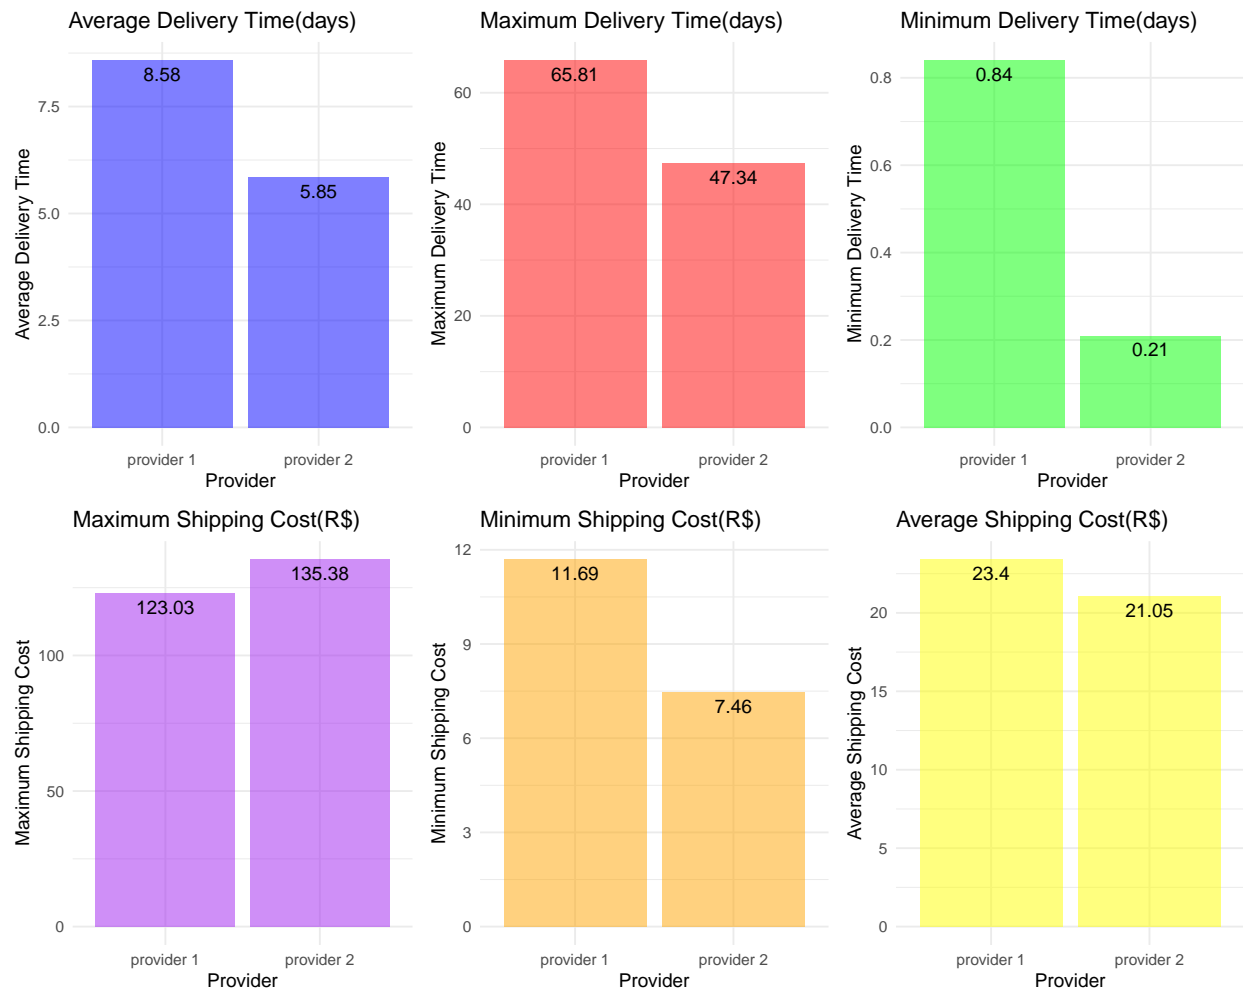 Average Delivery Time(days)
Average Delivery Time
7.5
5.0
2.5
0.0
8.58
5.85
provider 1
provider 2
Provider
Maximum Delivery Time(days)
Maximum Delivery Time
60
40
20
0
65.81
47.34
provider 1
provider 2
Provider
Minimum Delivery Time(days)
Minimum Delivery Time
0.8
0.6
0.4
0.2
0.0
0.84
0.21
provider 1
provider 2
Provider
Maximum Shipping Cost(R$)
Maximum Shipping Cost
100
50
0
123.03
135.38
provider 1
provider 2
Provider
Minimum Shipping Cost(R$)
Minimum Shipping Cost
12
9
6
3
0
11.69
7.46
provider 1
provider 2
Provider
Average Shipping Cost(R$)
Average Shipping Cost
20
15
10
5
0
23.4
21.05
provider 1
provider 2
Provider